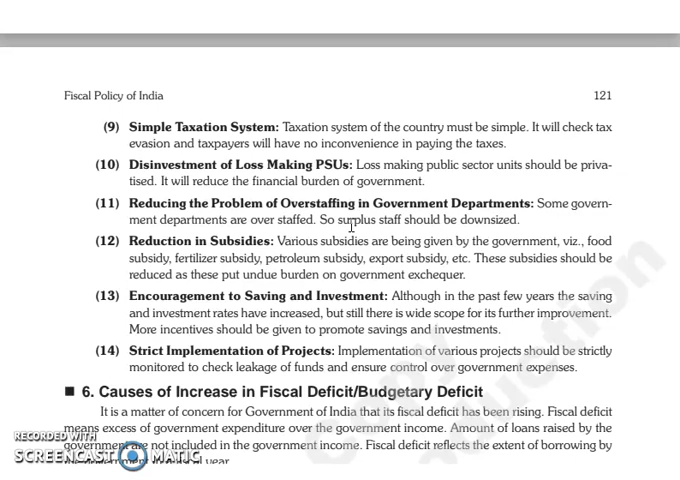 Fiscal Policy of India 121
(9) Simple Taxation System: Taxation system of the country must be simple. It will check tax
evasion and taxpayers will have no inconvenience in paying the taxes.
(10) Disinvestment of Loss Making PSUs: Loss making public sector units should be priva-
tised. It will reduce the financial burden of government.
(11) Reducing the Problem of Overstaffing in Government Departments: Some govern-
ment departments are over staffed. So surplus staff should be downsized.
(12) Reduction in Subsidies: Various subsidies are being given by the government, viz., food
subsidy, fertilizer subsidy, petroleum subsidy, export subsidy, etc. These subsidies should be
reduced as these put undue burden on government exchequer.
(13) Encouragement to Saving and Investment: Although in the past few years the saving
and investment rates have increased, but still there is wide scope for its further improvement.
More incentives should be given to promote savings and investments.
(14) Strict Implementation of Projects: Implementation of various projects should be strictly
monitored to check leakage of funds and ensure control over government expenses.
6. Causes of Increase in Fiscal Deficit/Budgetary Deficit
It is a matter of concern for Government of India that its fiscal deficit has been rising. Fiscal deficit
means excess of government expenditure over the government income. Amount of loans raised by the
government are not included in the government income. Fiscal deficit reflects the extent of borrowing by
year
RECORDED WITH
SCREENCAST MATIC
Copy